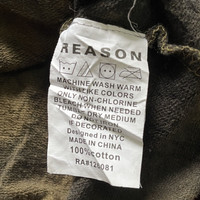 REASON
MACHINE WASH WARM
WITH LIKE COLORS
ONLY NON-CHLORINE
BLEACH WHEN NEEDED
TUMBLE DRY MEDIUM
DO NOT IRON
IF DECORATED
Designed in NYC
MADE IN CHINA
100%cotton
RA8126081